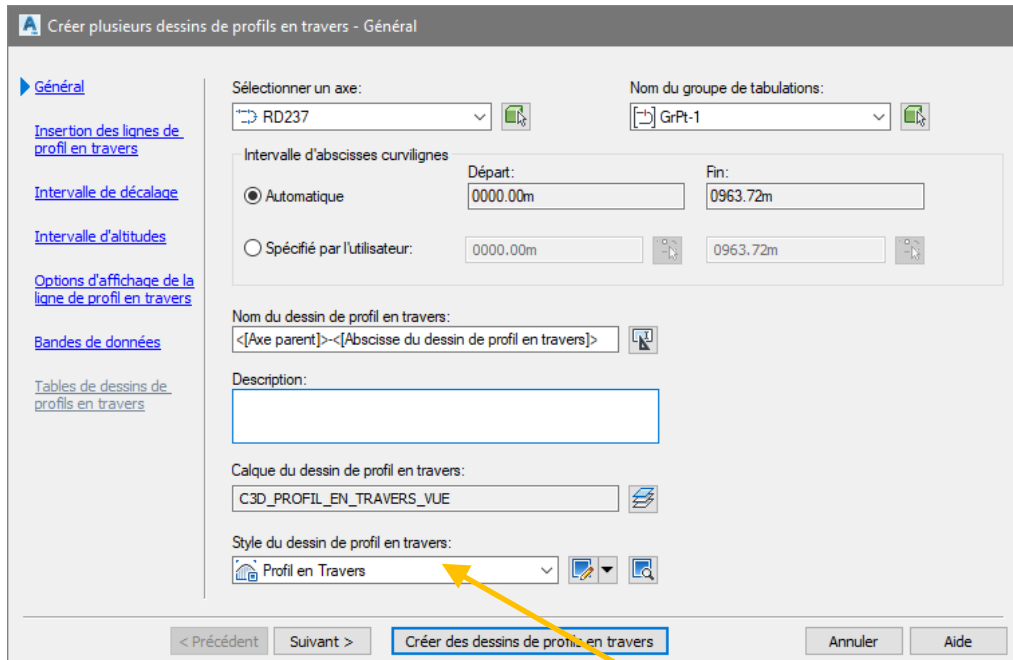 Créer plusieurs dessins de profils en travers - Général
Général
Insertion des lignes de
profil en travers
Intervalle de décalage
Intervalle d'altitudes
Options d'affichage de la
ligne de profil en travers
Bandes de données
Tables de dessins de
profils en travers
Sélectionner un axe:
Nom du groupe de tabulations:
RD237
GrPt-1
Intervalle d'abscisses curvilignes
Départ:
Fin:
Automatique
0000.00m
0963.72m
Spécifié par l'utilisateur:
0000.00m
0963.72m
Nom du dessin de profil en travers:
<[Axe parent]>-<[Abscisse du dessin de profil en travers]>
Description:
Calque du dessin de profil en travers:
C3D_PROFIL_EN_TRAVERS_VUE
Style du dessin de profil en travers:
Profil en Travers
< Précédent
Suivant >
Créer des dessins de profils en travers
Annuler
Aide